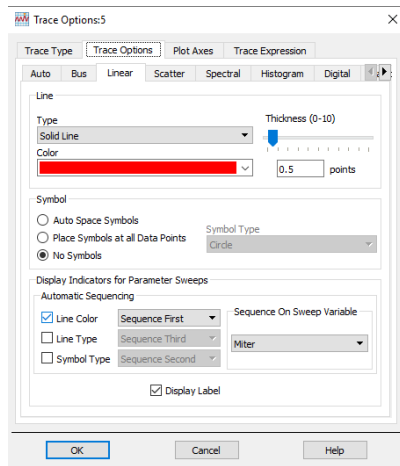 Trace Options:5
Trace Type Trace Options Plot Axes Trace Expression
Auto Bus Linear Scatter Spectral Histogram Digital
Line
Type
Thickness (0-10)
Solid Line
Color
0.5 points
Symbol
Auto Space Symbols
Place Symbols at all Data Points
No Symbols
Symbol Type
Circle
Display Indicators for Parameter Sweeps
Automatic Sequencing
Line Color Sequence First
Line Type Sequence Third
Symbol Type Sequence Second
Sequence On Sweep Variable
Miter
Display Label
OK Cancel Help